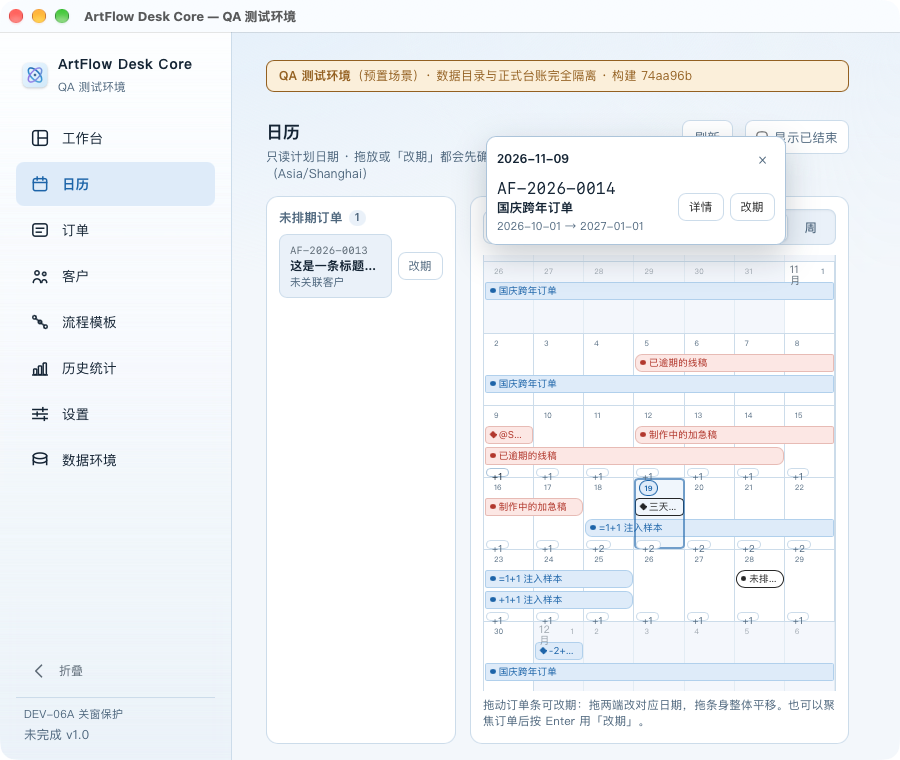 ArtFlow Desk Core — QA 测试环境
ArtFlow Desk Core
QA 测试环境
工作台
日历
订单
客户
流程模板
历史统计
设置
数据环境
折叠
DEV-06A 关窗保护
未完成 v1.0
QA 测试环境（预置场景）· 数据目录与正式台账完全隔离 · 构建 74aa96b
日历
只读计划日期 · 拖放或「改期」都会先确
（Asia/Shanghai）
显示已结束
2026-11-09
×
AF-2026-0014
国庆跨年订单
2026-10-01 → 2027-01-01
详情
改期
未排期订单 1
AF-2026-0013
这是一条标题...
未关联客户
改期
周
26 27 28 29 30 31 11月 1
国庆跨年订单
2 3 4 5 6 7 8
已逾期的线稿
国庆跨年订单
9 10 11 12 13 14 15
@S... 制作中的加急稿
已逾期的线稿
+1 +1 +1 +1 +1 +1 +1
16 17 18 19 20 21 22
制作中的加急稿 三天...
=1+1 注入样本
+1 +1 +2 +2 +2 +2 +2
23 24 25 26 27 28 29
=1+1 注入样本 未排...
+1+1 注入样本
+1 +1 +1 +1 +1 +1 +1
30 12月 1 2 3 4 5 6
-2+...
国庆跨年订单
拖动订单条可改期：拖两端改对应日期，拖条身整体平移。也可以聚
焦订单后按 Enter 用「改期」。